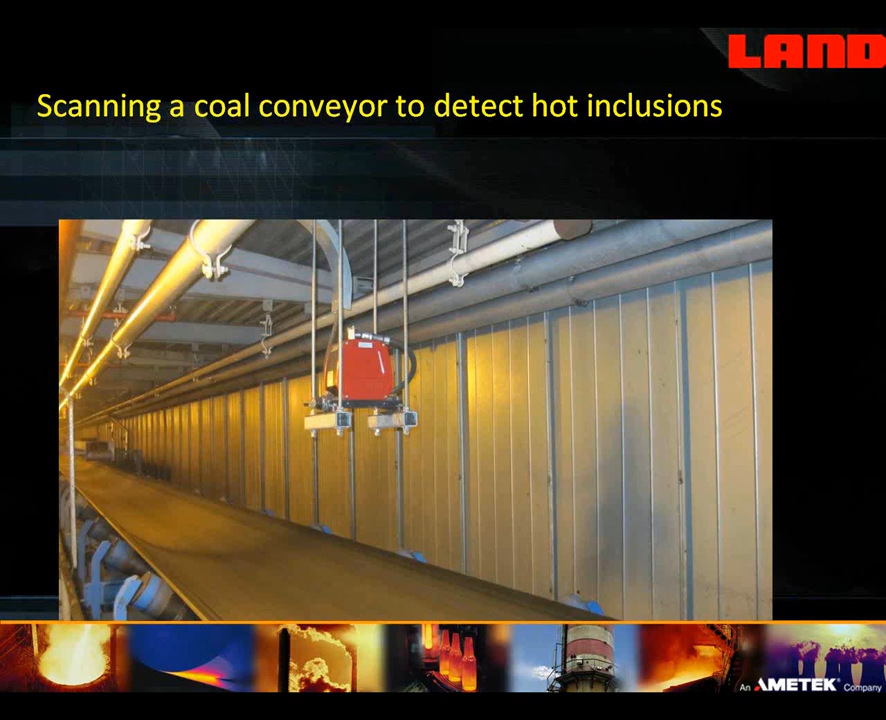 LAND
Scanning a coal conveyor to detect hot inclusions
An AMETEK® Company